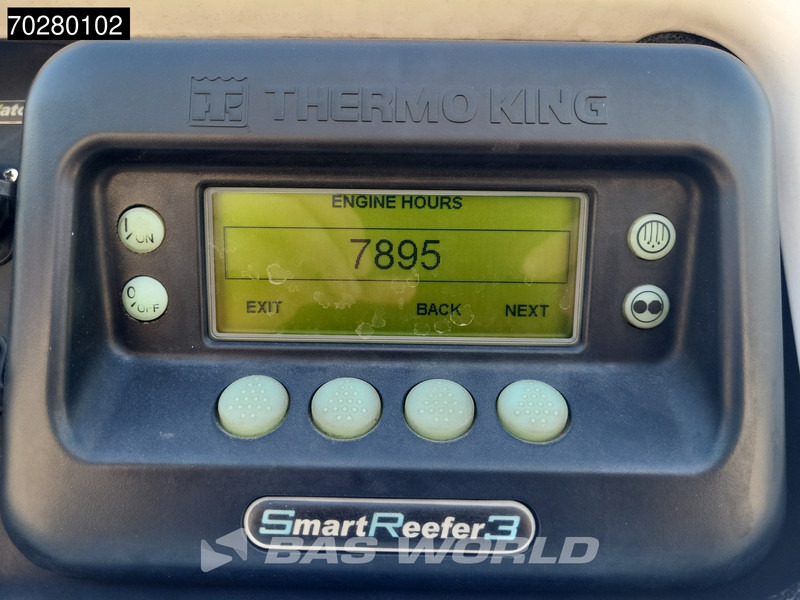 70280102
THERMO KING
ON
OFF
ENGINE HOURS
7895
EXIT BACK NEXT
SmartReefer3
BAS WORLD